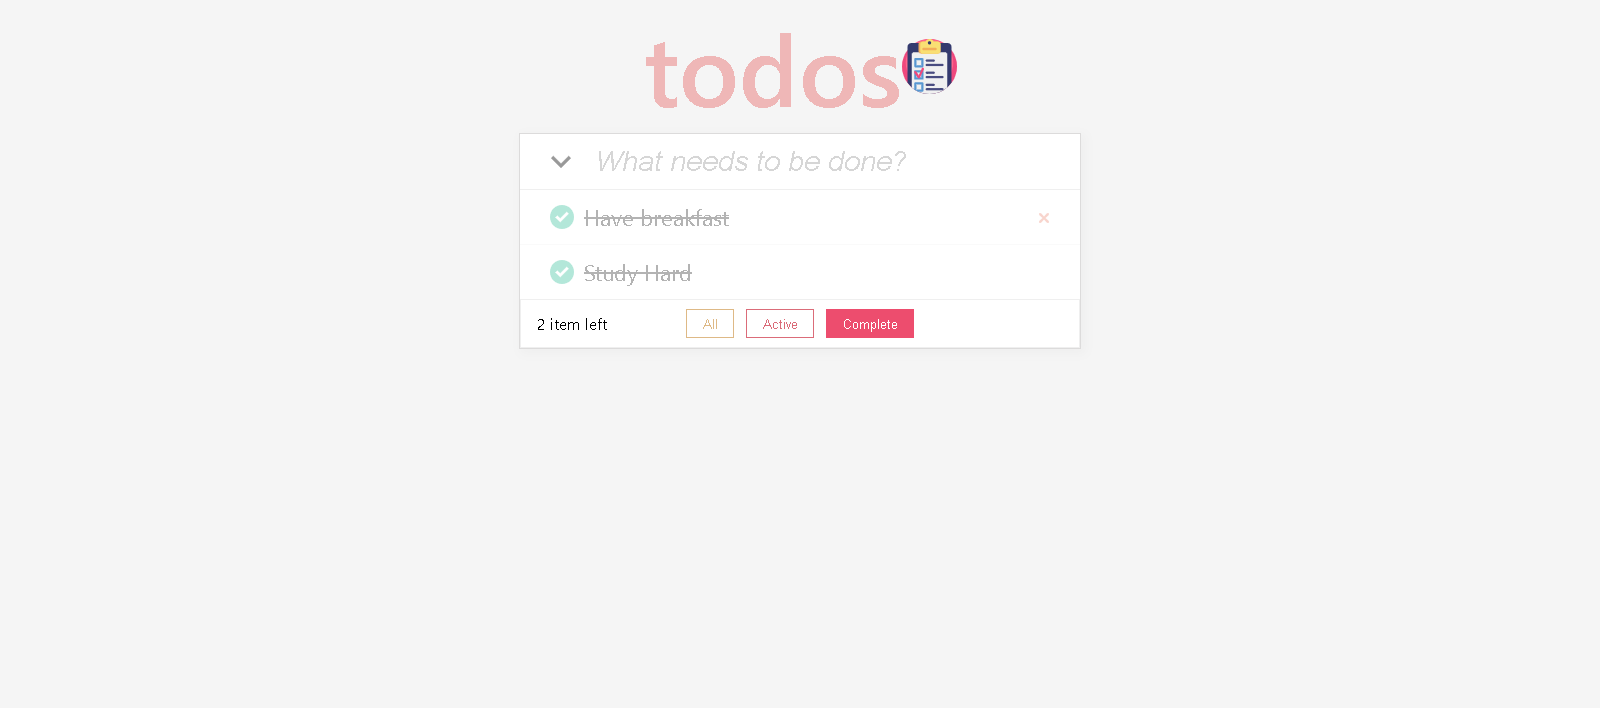 todos
What needs to be done?
Have breakfast
Study Hard
2 item left All Active Complete